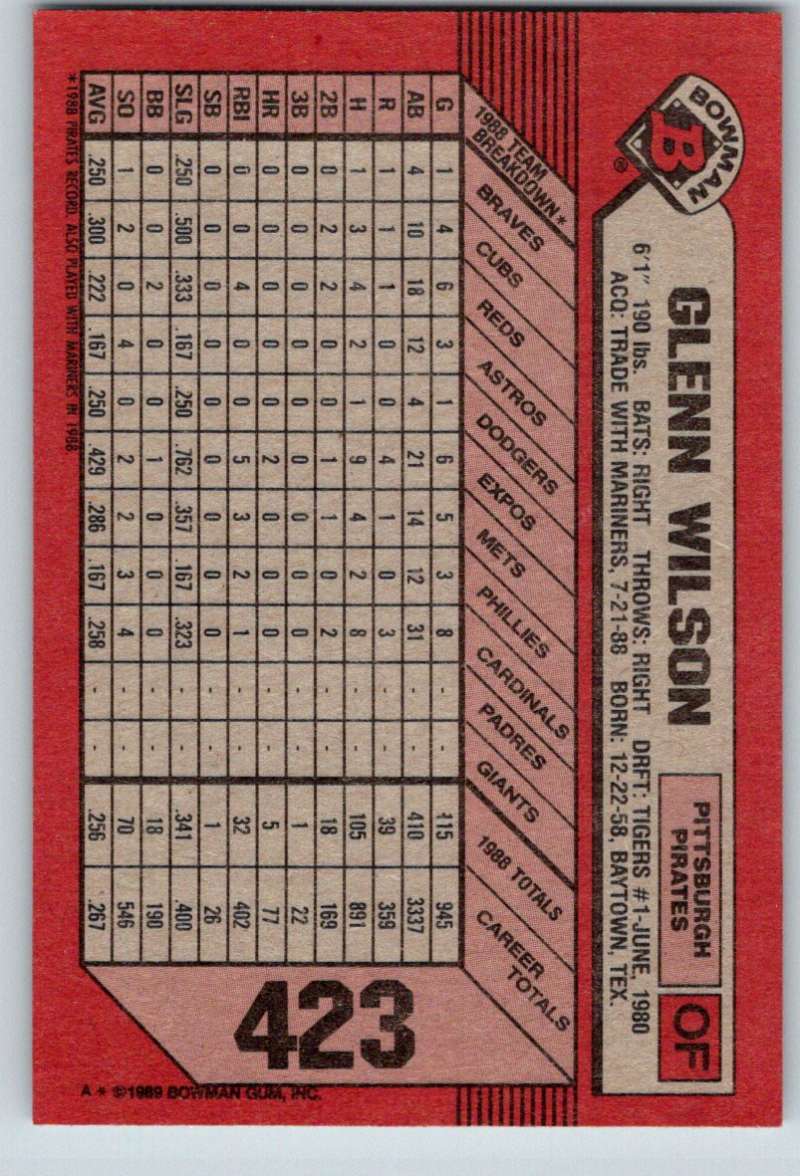 BOWMAN
B
®
GLENN WILSON
PITTSBURGH
PIRATES
OF
6'1" 190 lbs. BATS: RIGHT THROWS: RIGHT DRFT: TIGERS #1-JUNE, 1980
ACQ: TRADE WITH MARINERS, 7-21-88 BORN: 12-22-58, BAYTOWN, TEX.
1988 TEAM
BREAKDOWN*
BRAVES
CUBS
REDS
ASTROS
DODGERS
EXPOS
METS
PHILLIES
CARDINALS
PADRES
GIANTS
1988 TOTALS
CAREER
TOTALS
G 1 4 6 3 1 6 5 3 8 - - 115 945
AB 4 10 18 12 4 21 14 12 31 - - 410 3337
R 1 1 1 0 0 4 1 0 3 - - 39 359
H 1 3 4 2 1 9 4 2 8 - - 105 891
2B 0 2 2 0 0 1 1 0 2 - - 18 169
3B 0 0 0 0 0 0 0 0 0 - - 1 22
HR 0 0 0 0 0 2 0 0 0 - - 5 77
RBI 0 0 4 0 0 5 3 2 1 - - 32 402
SB 0 0 0 0 0 0 0 0 0 - - 1 26
SLG .250 .500 .333 .167 .250 .762 .357 .167 .323 - - .341 .400
BB 0 0 2 0 0 1 0 0 0 - - 18 190
SO 1 2 0 4 0 2 2 3 4 - - 70 546
AVG .250 .300 .222 .167 .250 .429 .286 .167 .258 - - .256 .267
*1988 PIRATES RECORD. ALSO PLAYED WITH MARINERS IN 1988
423
A * ©1989 BOWMAN GUM, INC.